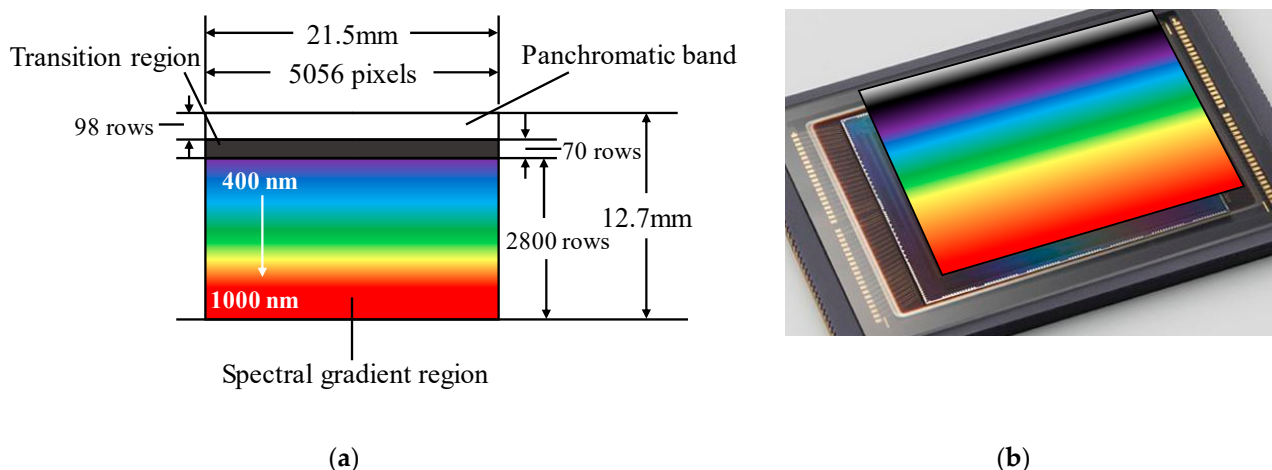 21.5mm
Transition region
5056 pixels
Panchromatic band
98 rows
70 rows
400 nm
12.7mm
2800 rows
1000 nm
Spectral gradient region
(a)
(b)